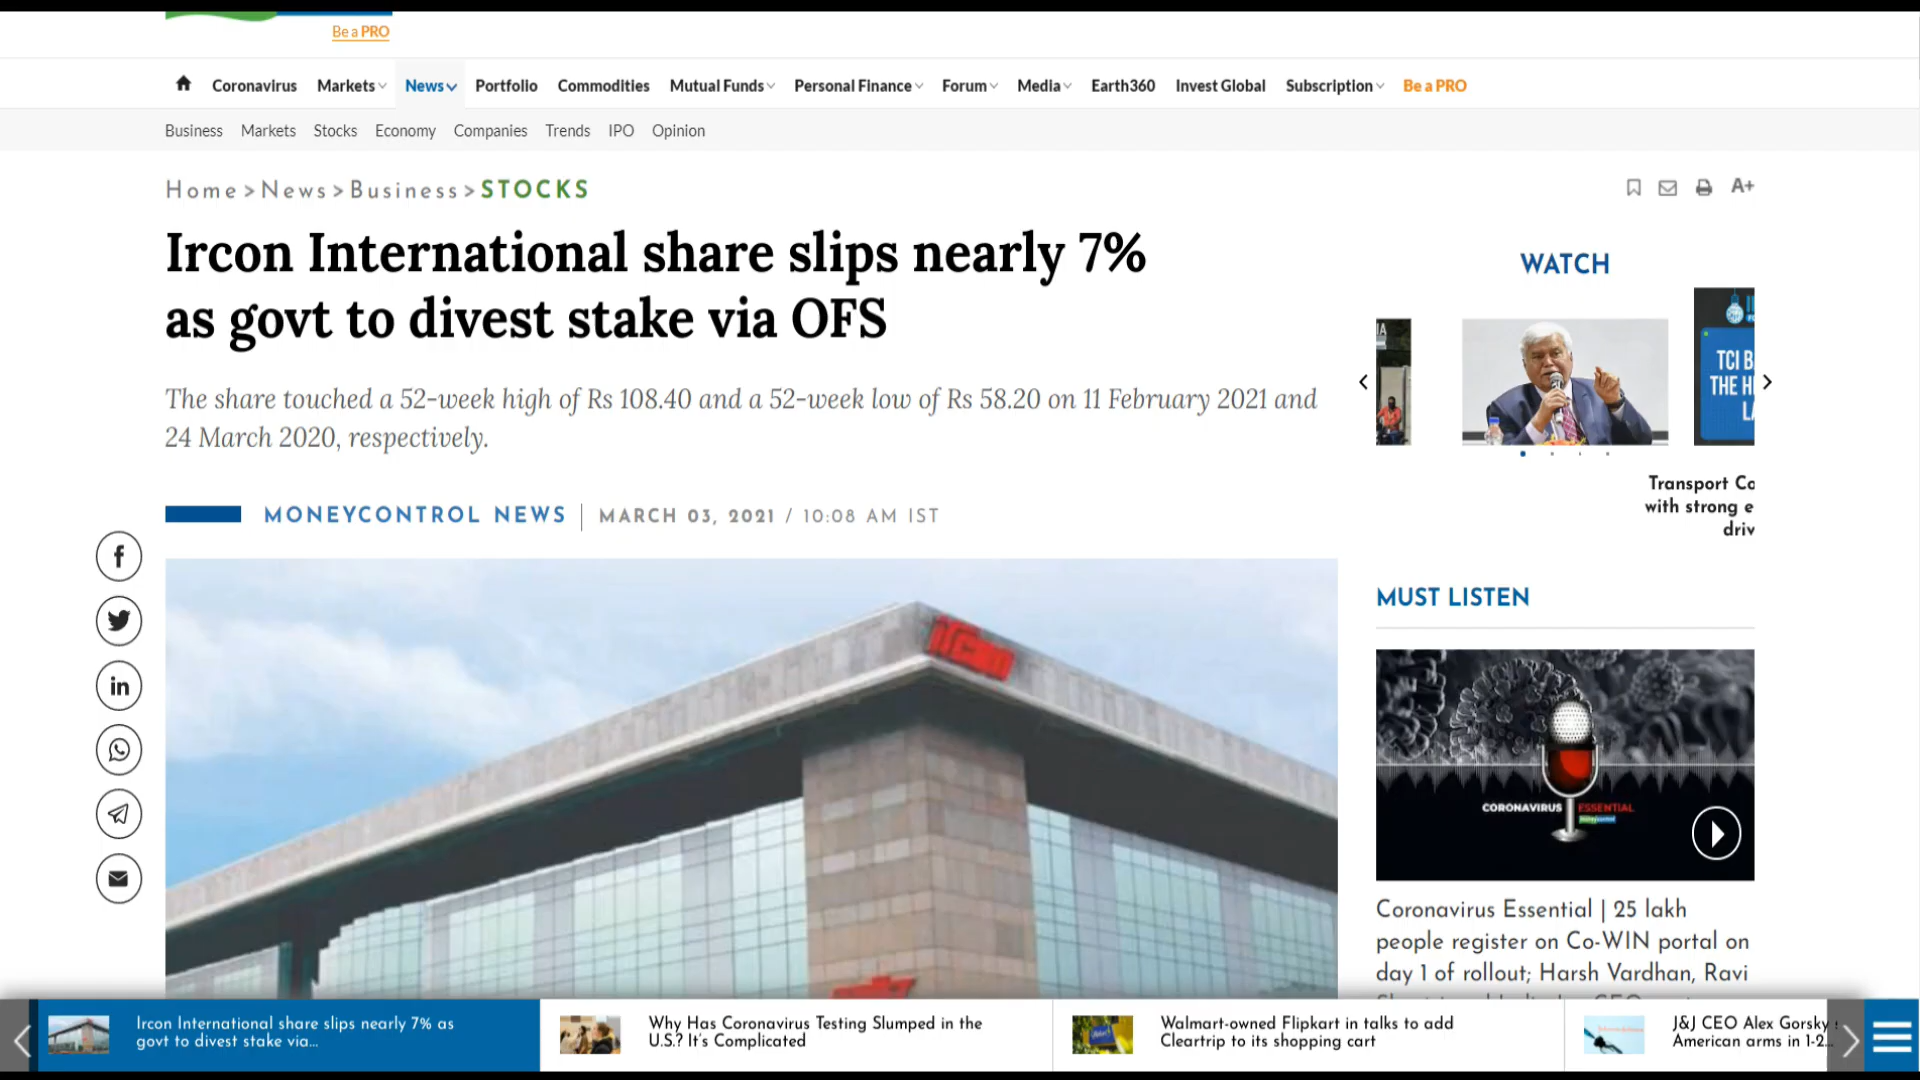 Be a PRO
Coronavirus Markets News Portfolio Commodities Mutual Funds Personal Finance Forum Media Earth360 Invest Global Subscription Be a PRO
Business Markets Stocks Economy Companies Trends IPO Opinion
Home > News > Business > STOCKS
A+
Ircon International share slips nearly 7%
as govt to divest stake via OFS
The share touched a 52-week high of Rs 108.40 and a 52-week low of Rs 58.20 on 11 February 2021 and
24 March 2020, respectively.
MONEYCONTROL NEWS | MARCH 03, 2021 / 10:08 AM IST
ircon
WATCH
IA
TCI B
THE H
L
Transport Co
with strong e
driv
MUST LISTEN
CORONAVIRUS ESSENTIAL
Coronavirus Essential | 25 lakh
people register on Co-WIN portal on
day 1 of rollout; Harsh Vardhan, Ravi
Ircon International share slips nearly 7% as
govt to divest stake via...
Why Has Coronavirus Testing Slumped in the
U.S.? It's Complicated
Walmart-owned Flipkart in talks to add
Cleartrip to its shopping cart
J&J CEO Alex Gorsky
American arms in 1-2...